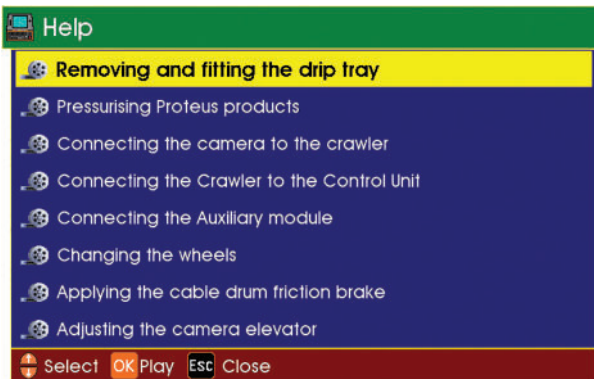 Help
Removing and fitting the drip tray
Pressurising Proteus products
Connecting the camera to the crawler
Connecting the Crawler to the Control Unit
Connecting the Auxiliary module
Changing the wheels
Applying the cable drum friction brake
Adjusting the camera elevator
Select OK Play Esc Close